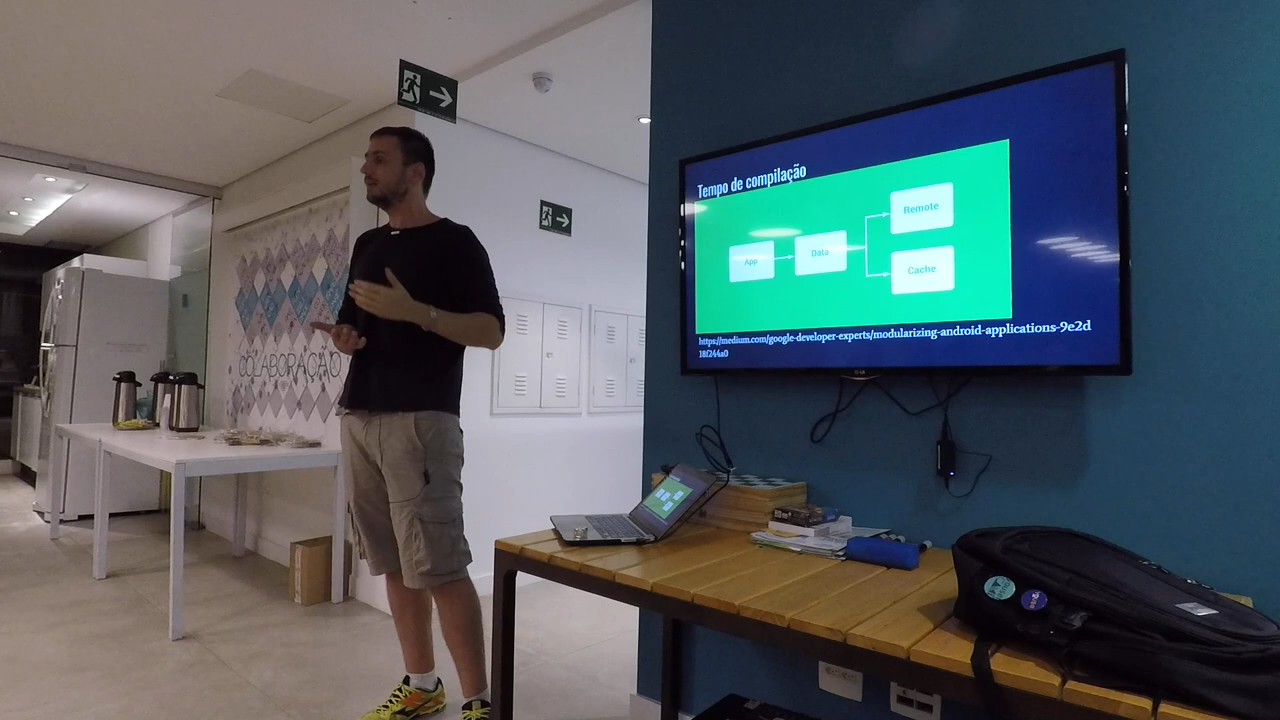 COLABORAÇÃO
Tempo de compilação
App
Data
Remote
Cache
https://medium.com/google-developer-experts/modularizing-android-applications-9e2d
18f244a0